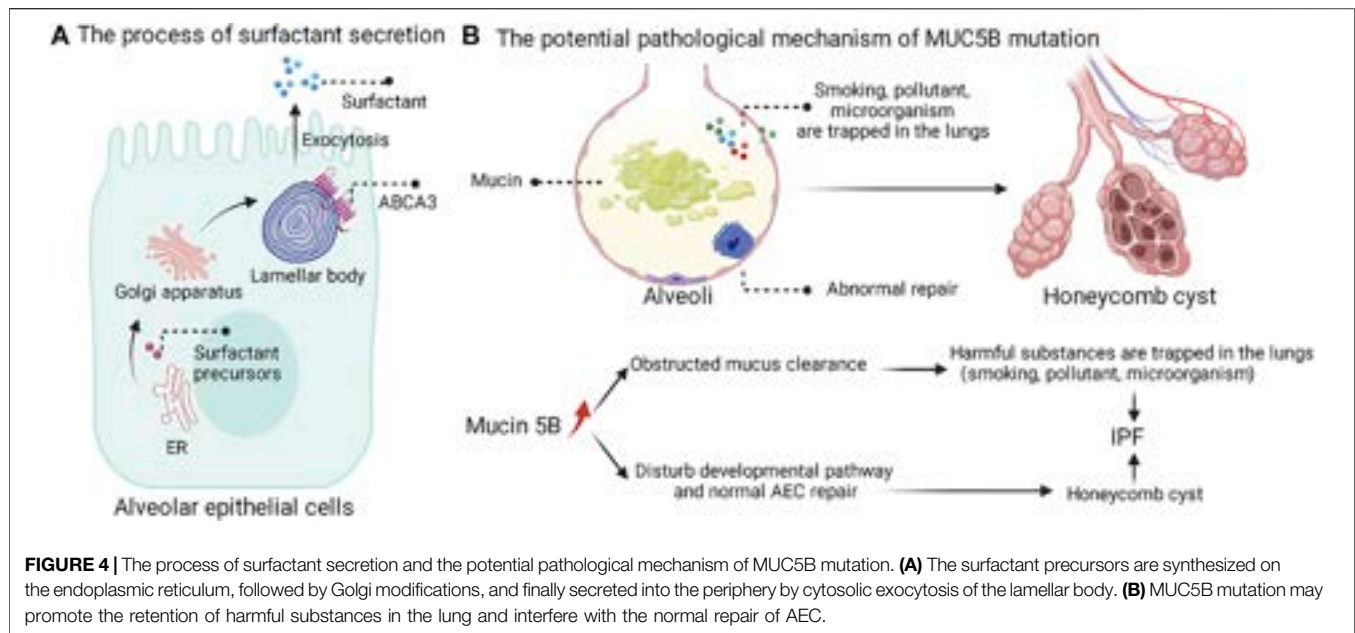 A The process of surfactant secretion
Surfactant
Exocytosis
ABCA3
Lamellar body
Golgi apparatus
Surfactant
precursors
ER
Alveolar epithelial cells
B The potential pathological mechanism of MUC5B mutation
Smoking, pollutant,
microorganism
are trapped in the lungs
Mucin
Alveoli
Abnormal repair
Honeycomb cyst
Mucin 5B
Obstructed mucus clearance
Harmful substances are trapped in the lungs
(smoking, pollutant, microorganism)
IPF
Disturb developmental pathway
and normal AEC repair
Honeycomb cyst
FIGURE 4 | The process of surfactant secretion and the potential pathological mechanism of MUC5B mutation. (A) The surfactant precursors are synthesized on
the endoplasmic reticulum, followed by Golgi modifications, and finally secreted into the periphery by cytosolic exocytosis of the lamellar body. (B) MUC5B mutation may
promote the retention of harmful substances in the lung and interfere with the normal repair of AEC.